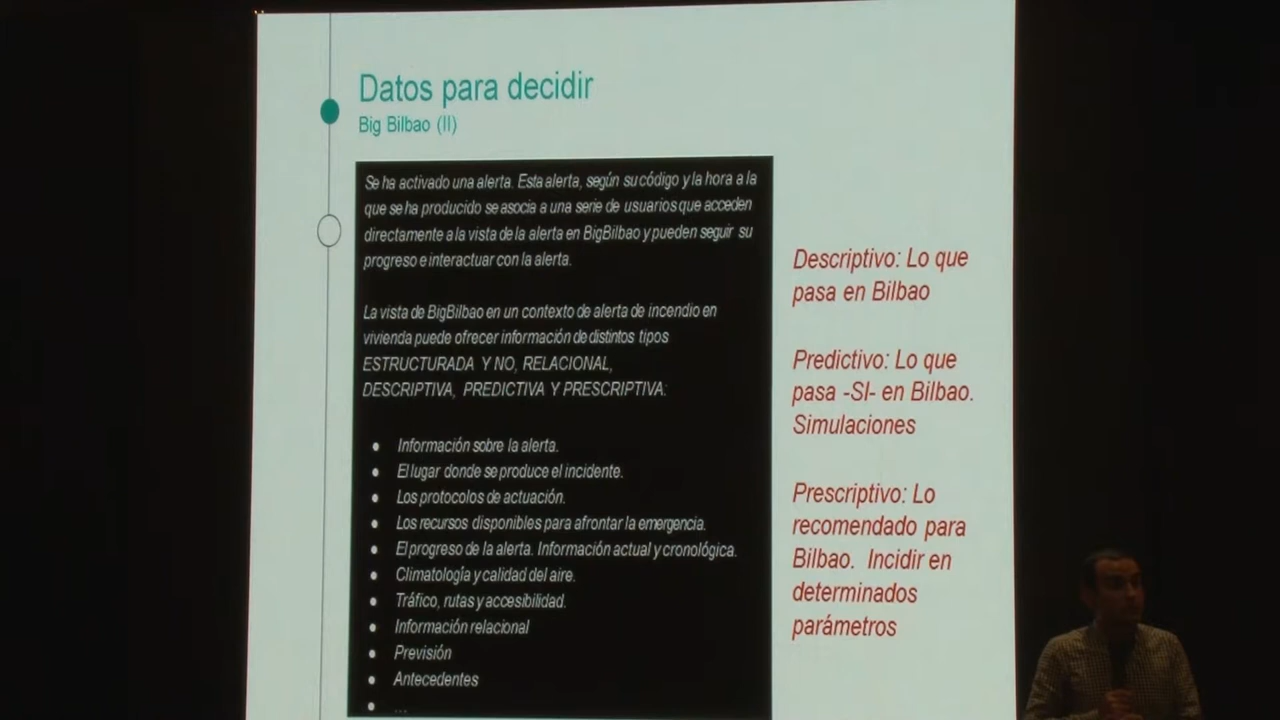 Datos para decidir
Big Bilbao (II)
Se ha activado una alerta. Esta alerta, según su código y la hora a la
que se ha producido se asocia a una serie de usuarios que acceden
directamente a la vista de la alerta en BigBilbao y pueden seguir su
progreso e interactuar con la alerta.
La vista de BigBilbao en un contexto de alerta de incendio en
vivienda puede ofrecer información de distintos tipos
ESTRUCTURADA Y NO, RELACIONAL,
DESCRIPTIVA, PREDICTIVA Y PRESCRIPTIVA:
● Información sobre la alerta.
● El lugar donde se produce el incidente.
● Los protocolos de actuación.
● Los recursos disponibles para afrontar la emergencia.
● El progreso de la alerta. Información actual y cronológica.
● Climatología y calidad del aire.
● Tráfico, rutas y accesibilidad.
● Información relacional
● Previsión
● Antecedentes
● ...
Descriptivo: Lo que
pasa en Bilbao
Predictivo: Lo que
pasa -SI- en Bilbao.
Simulaciones
Prescriptivo: Lo
recomendado para
Bilbao. Incidir en
determinados
parámetros